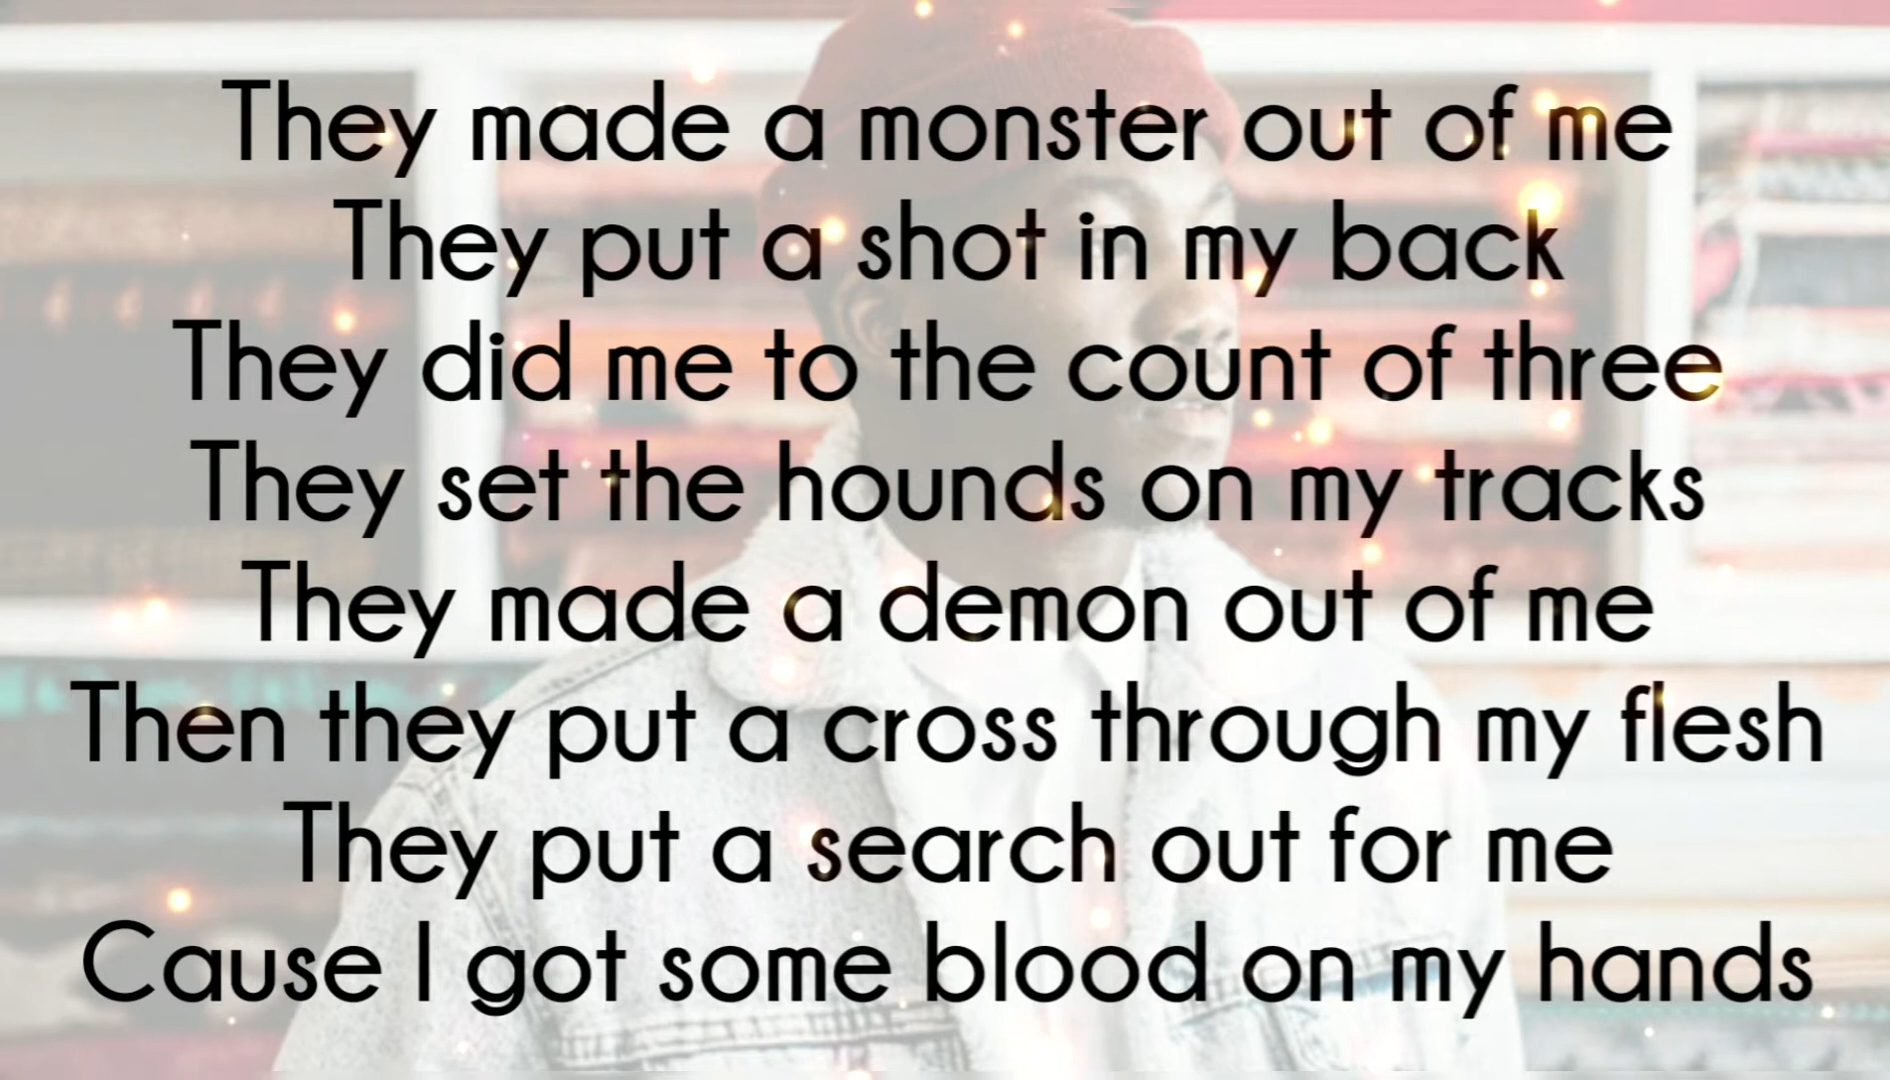 They made a monster out of me
They put a shot in my back
They did me to the count of three
They set the hounds on my tracks
They made a demon out of me
Then they put a cross through my flesh
They put a search out for me
Cause I got some blood on my hands